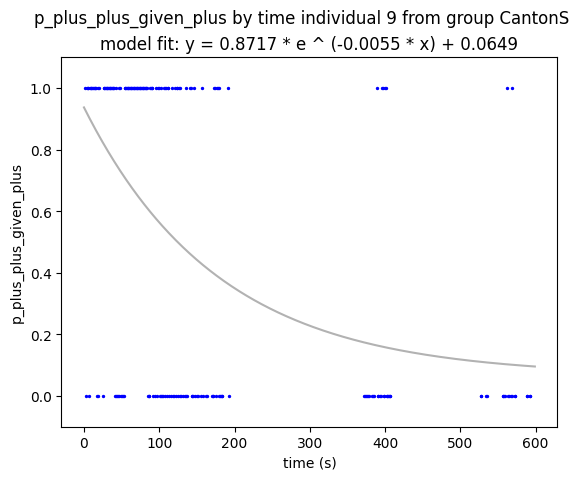 p_plus_plus_given_plus by time individual 9 from group CantonS
model fit: y = 0.8717 * e ^ (-0.0055 * x) + 0.0649
1.0
0.8
0.6
0.4
0.2
0.0
p_plus_plus_given_plus
0 100 200 300 400 500 600
time (s)